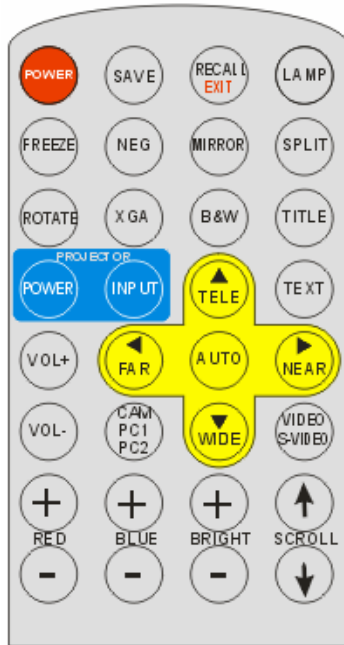 POWER SAVE RECALL EXIT LAMP
FREEZE NEG MIRROR SPLIT
ROTATE XGA B&W TITLE
PROJECTOR
POWER INPUT TELE TEXT
VOL+ FAR AUTO NEAR
VOL- CAM PC1 PC2 WIDE VIDEO S-VIDEO
+ + +
RED BLUE BRIGHT SCROLL
- - -